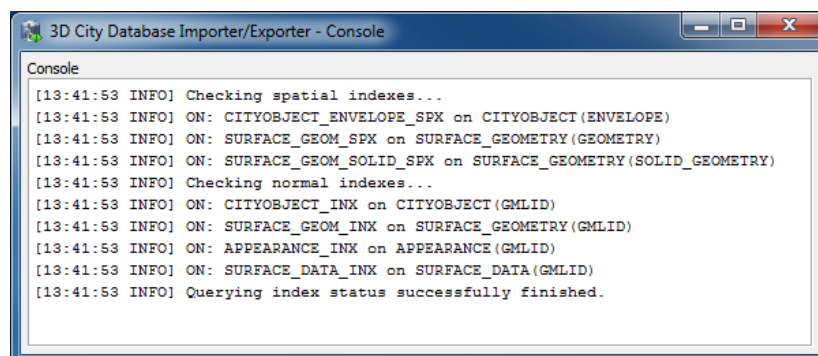 3D City Database Importer/Exporter - Console
Console
[13:41:53 INFO] Checking spatial indexes...
[13:41:53 INFO] ON: CITYOBJECT_ENVELOPE_SPX on CITYOBJECT(ENVELOPE)
[13:41:53 INFO] ON: SURFACE_GEOM_SPX on SURFACE_GEOMETRY(GEOMETRY)
[13:41:53 INFO] ON: SURFACE_GEOM_SOLID_SPX on SURFACE_GEOMETRY(SOLID_GEOMETRY)
[13:41:53 INFO] Checking normal indexes...
[13:41:53 INFO] ON: CITYOBJECT_INX on CITYOBJECT(GMLID)
[13:41:53 INFO] ON: SURFACE_GEOM_INX on SURFACE_GEOMETRY(GMLID)
[13:41:53 INFO] ON: APPEARANCE_INX on APPEARANCE(GMLID)
[13:41:53 INFO] ON: SURFACE_DATA_INX on SURFACE_DATA(GMLID)
[13:41:53 INFO] Querying index status successfully finished.